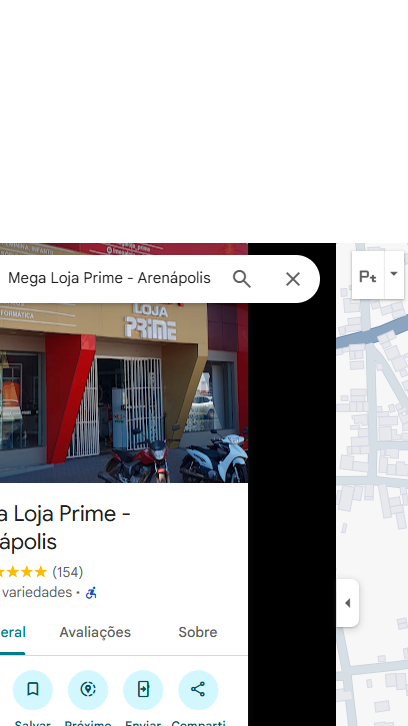 INFANTIL
Mega Loja Prime - Arenápolis
Pt
FORMÁTICA
LOJA
PRIME
a Loja Prime -
ápolis
(154)
variedades ·
eral
Avaliações
Sobre
Salvar
Próximo
Enviar
Comparti